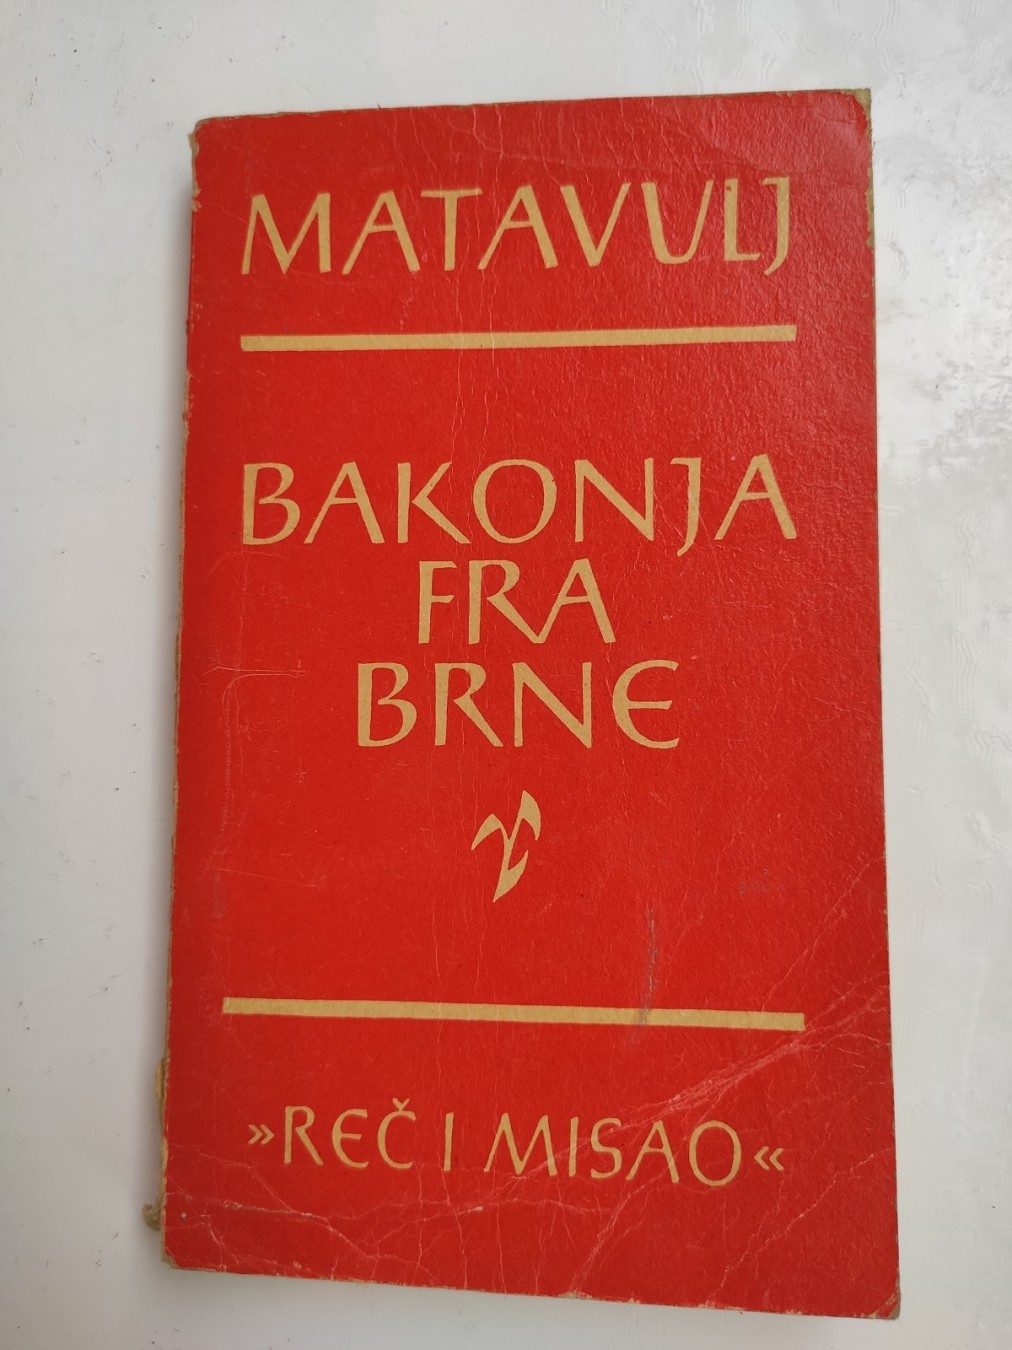 MATAVULJ
BAKONJA
FRA
BRNE
»REČ I MISAO«